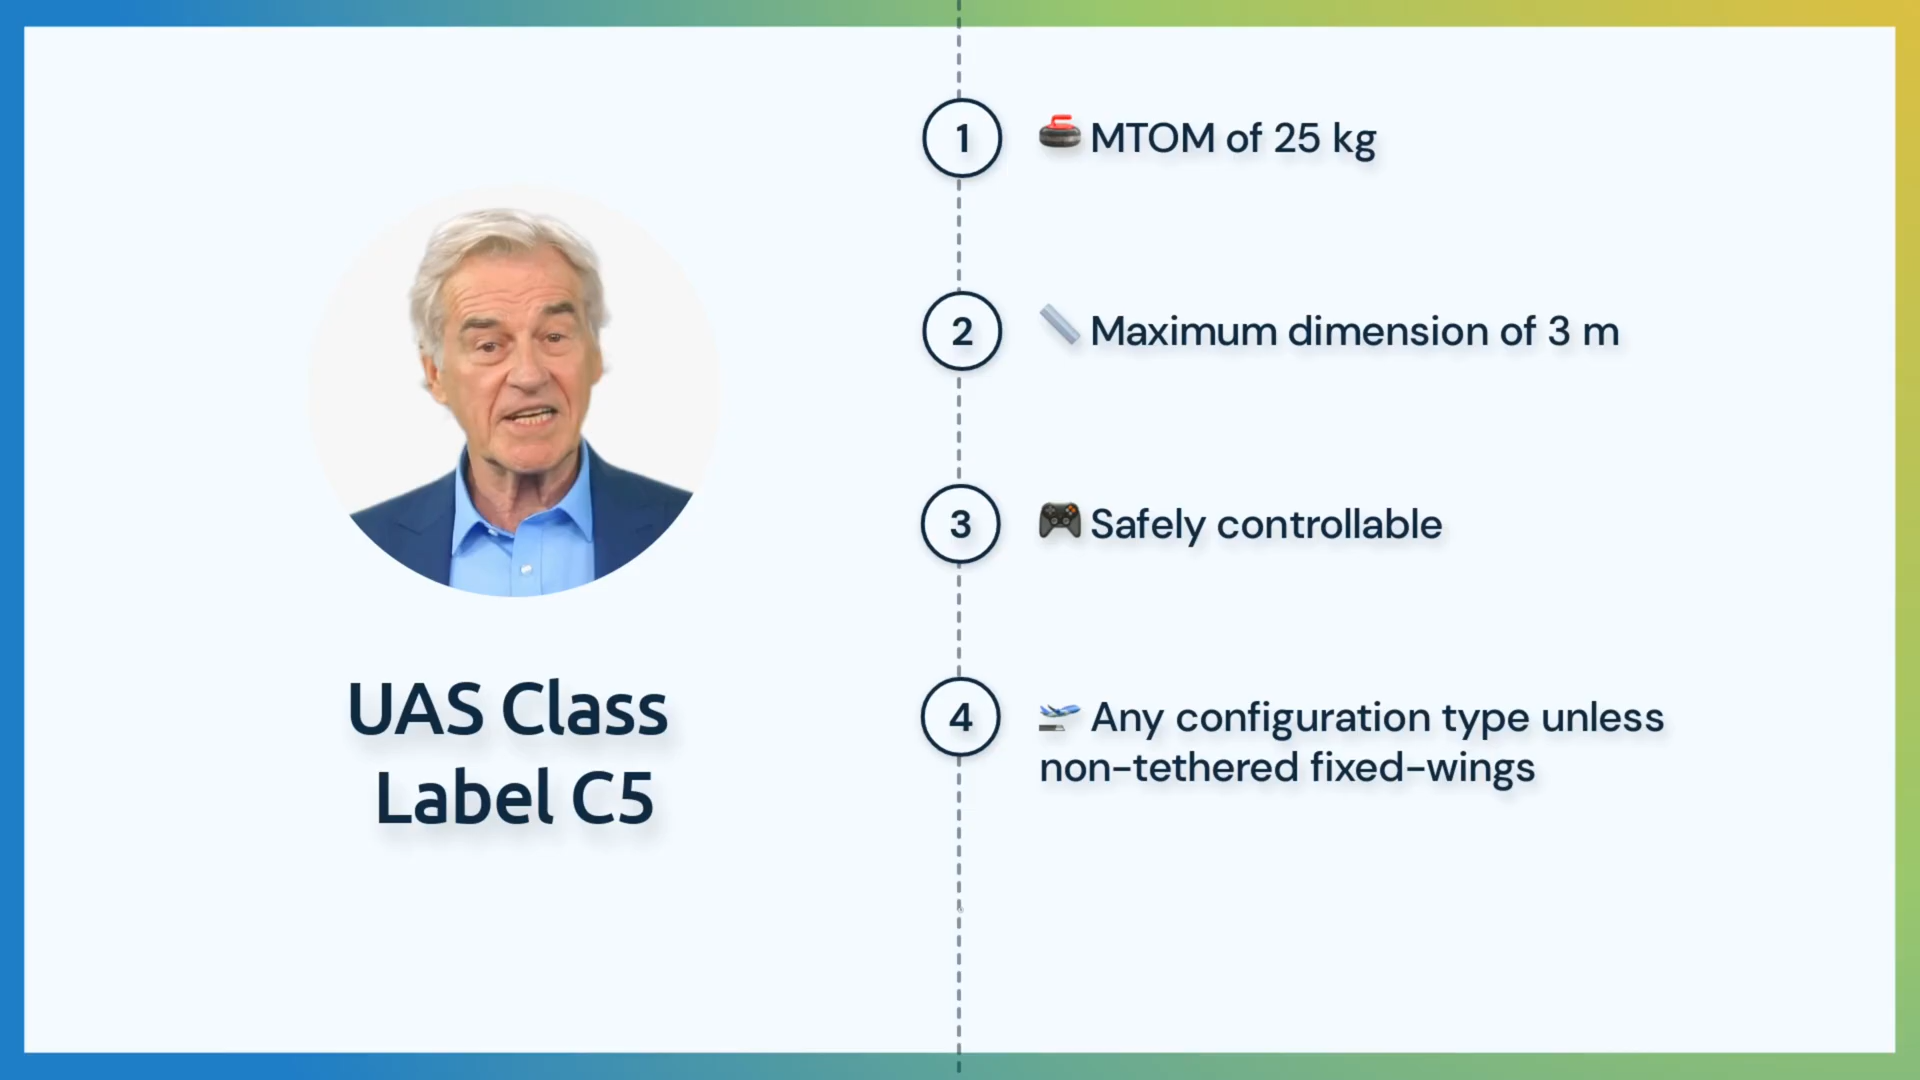 UAS Class
Label C5
1
MTOM of 25 kg
2
Maximum dimension of 3 m
3
Safely controllable
4
Any configuration type unless
non-tethered fixed-wings